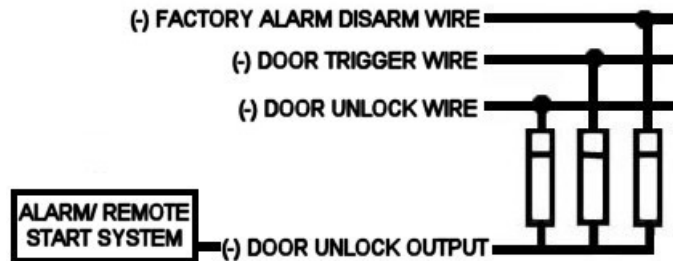 (-) FACTORY ALARM DISARM WIRE
(-) DOOR TRIGGER WIRE
(-) DOOR UNLOCK WIRE
ALARM/ REMOTE
START SYSTEM
(-) DOOR UNLOCK OUTPUT